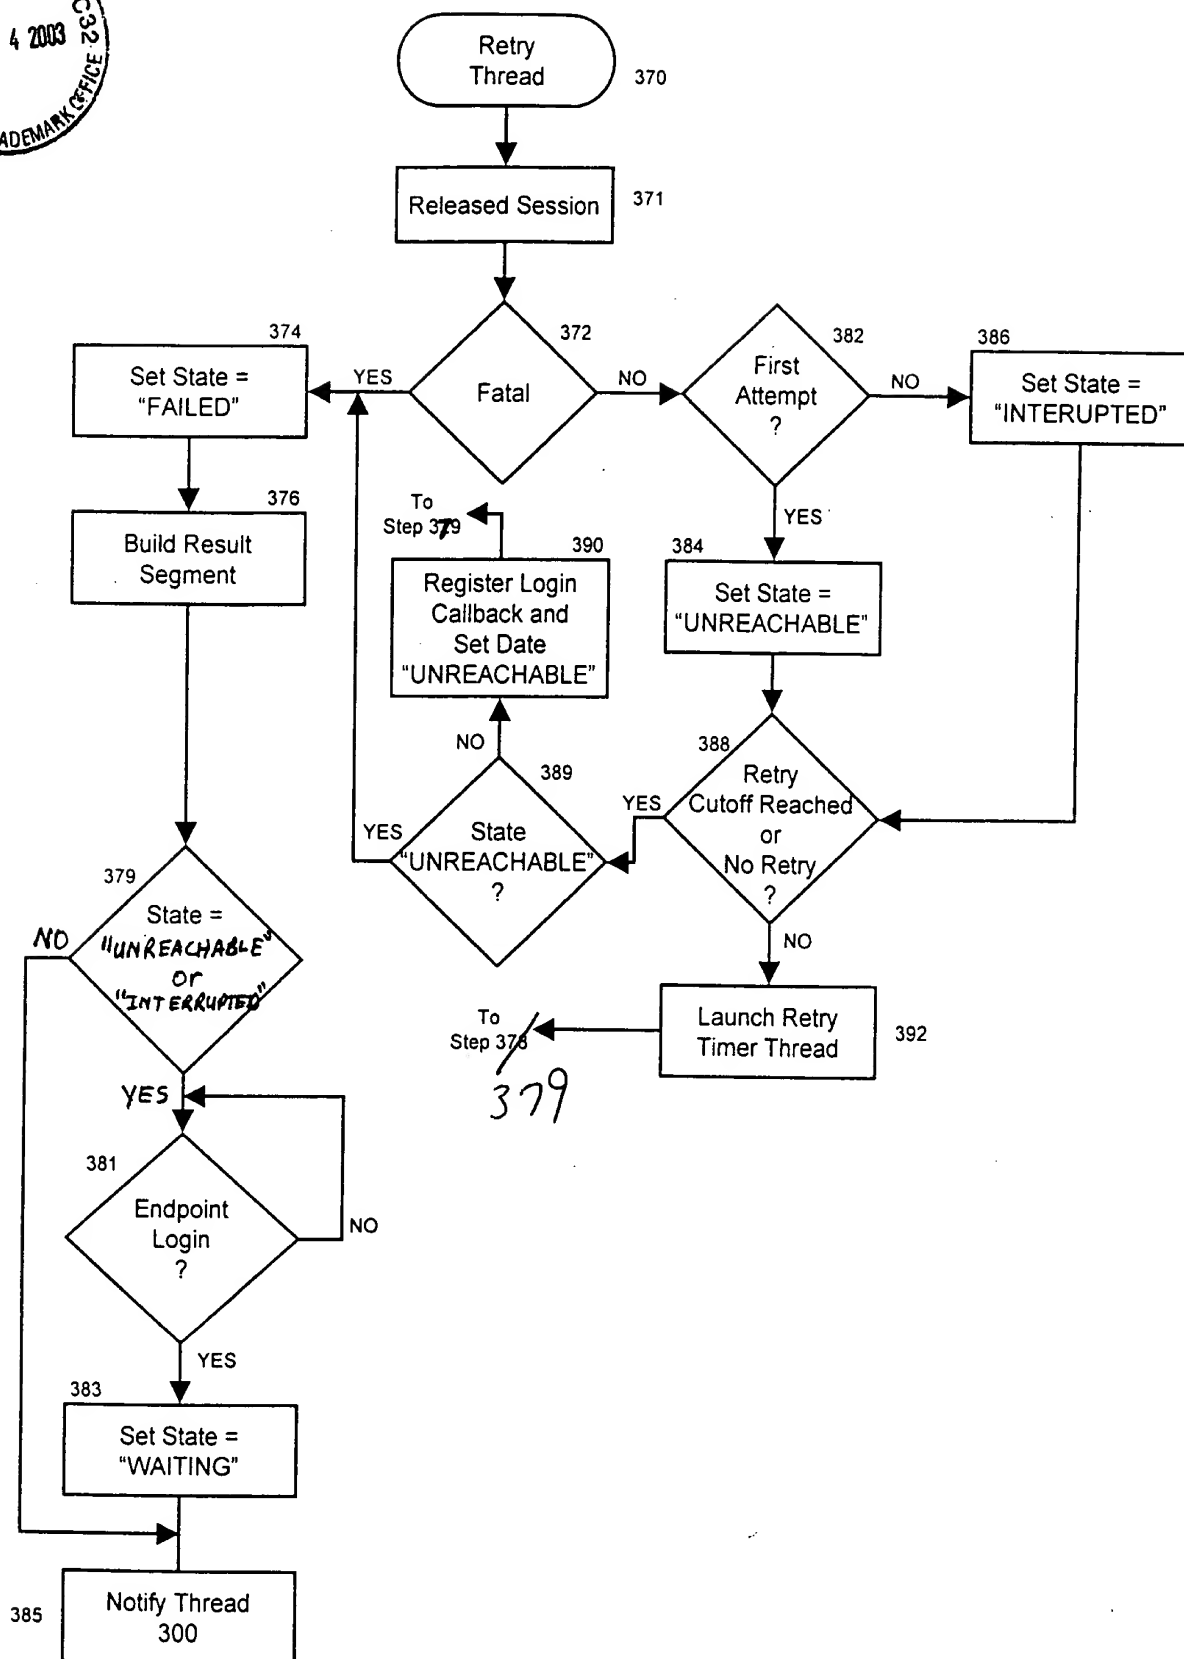 4 2003
C32
ADEMARK OFFICE
Retry
Thread
370
Released Session
371
374
Set State =
"FAILED"
YES
372
Fatal
NO
382
First
Attempt
?
NO
386
Set State =
"INTERUPTED"
376
Build Result
Segment
To
Step 379
390
Register Login
Callback and
Set Date
"UNREACHABLE"
YES
384
Set State =
"UNREACHABLE"
NO
389
State
"UNREACHABLE"
?
YES
388
Retry
Cutoff Reached
or
No Retry
?
YES
NO
379
State =
"UNREACHABLE"
or
"INTERRUPTED"
NO
YES
To
Step 378
379
Launch Retry
Timer Thread
392
381
Endpoint
Login
?
NO
YES
383
Set State =
"WAITING"
385
Notify Thread
300